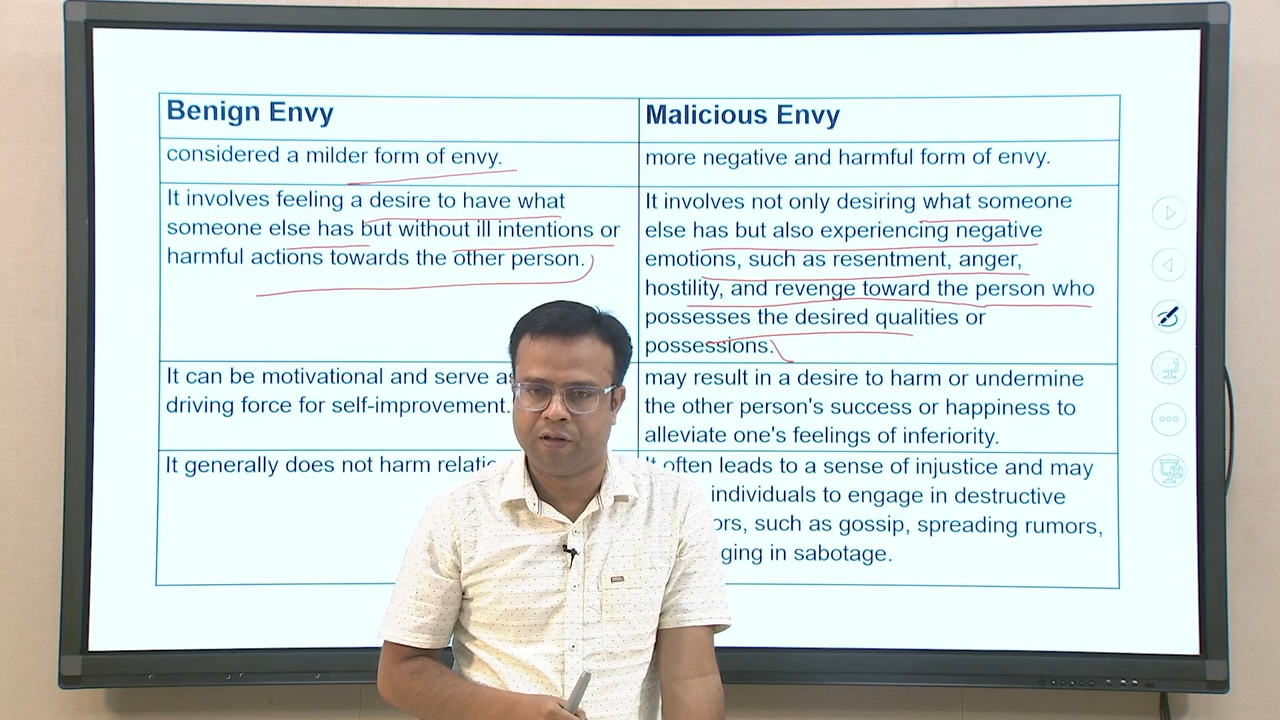 Benign Envy
Malicious Envy
considered a milder form of envy.
more negative and harmful form of envy.
It involves feeling a desire to have what
someone else has but without ill intentions or
harmful actions towards the other person.
It involves not only desiring what someone
else has but also experiencing negative
emotions, such as resentment, anger,
hostility, and revenge toward the person who
possesses the desired qualities or
possessions.
It can be motivational and serve
driving force for self-improvement.
may result in a desire to harm or undermine
the other person's success or happiness to
alleviate one's feelings of inferiority.
It generally does not harm
It often leads to a sense of injustice and may
individuals to engage in destructive
such as gossip, spreading rumors,
in sabotage.